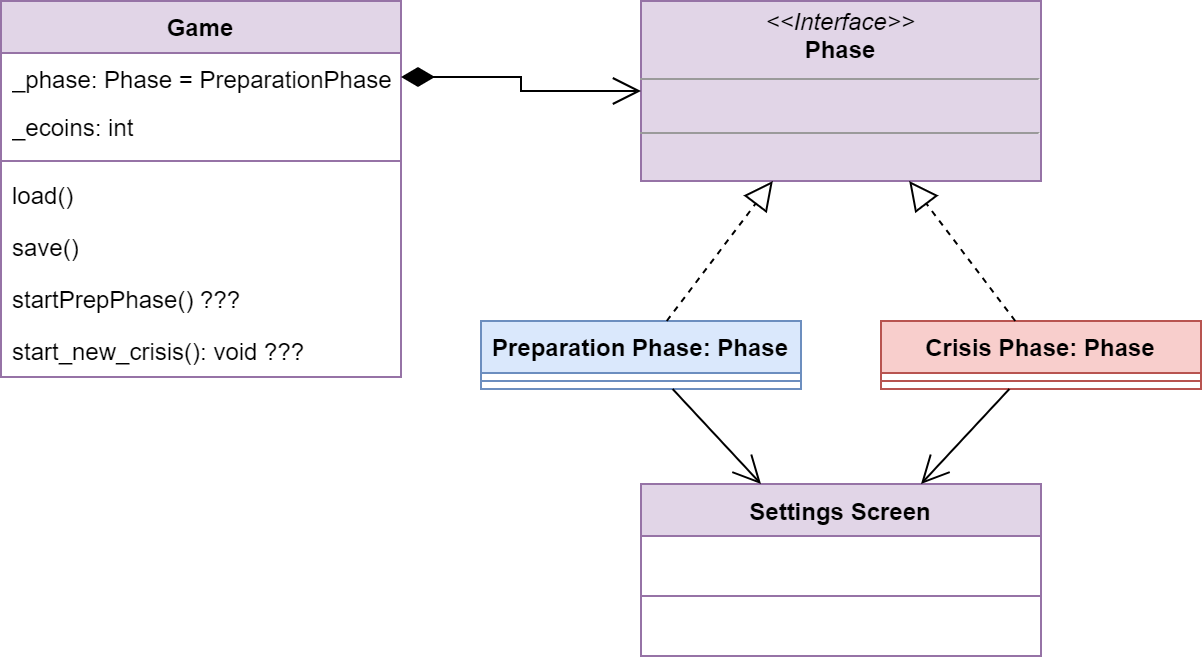 Game
_phase: Phase = PreparationPhase
_ecoins: int
load()
save()
startPrepPhase() ???
start_new_crisis(): void ???
<<Interface>>
Phase
Preparation Phase: Phase
Crisis Phase: Phase
Settings Screen